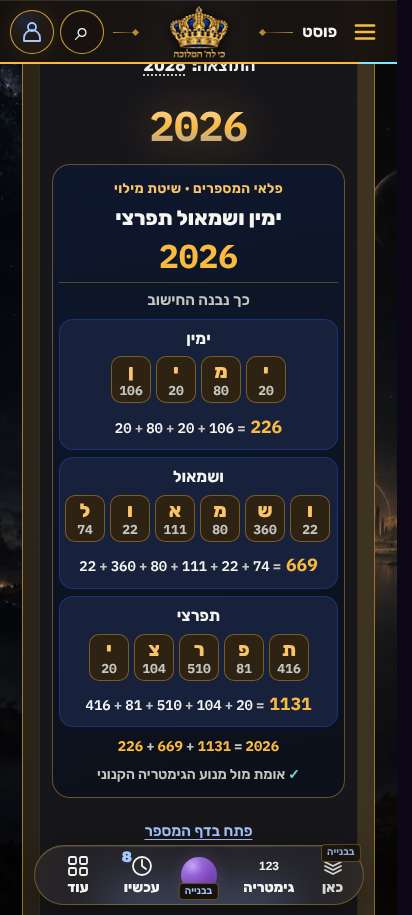 פוסט
כי לה' המלוכה
התוצאה: 2026
2026
פלאי המספרים • שיטת מילוי
ימין ושמאול תפרצי
2026
כך נבנה החישוב
ימין
י מ י ן
20 80 20 106
20 + 80 + 20 + 106 = 226
ושמאול
ו ש מ א ו ל
22 360 80 111 22 74
22 + 360 + 80 + 111 + 22 + 74 = 669
תפרצי
ת פ ר צ י
416 81 510 104 20
416 + 81 + 510 + 104 + 20 = 1131
226 + 669 + 1131 = 2026
✓ אומת מול מנוע הגימטריה הקנוני
פתח בדף המספר
בבנייה
כאן
123
גימטריה
בבנייה
8
עכשיו
עוד